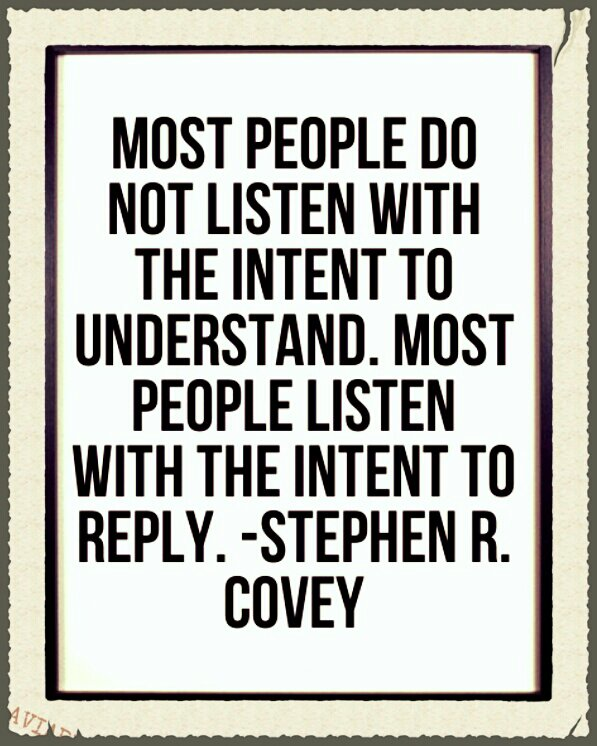 MOST PEOPLE DO
NOT LISTEN WITH
THE INTENT TO
UNDERSTAND. MOST
PEOPLE LISTEN
WITH THE INTENT TO
REPLY. -STEPHEN R.
COVEY